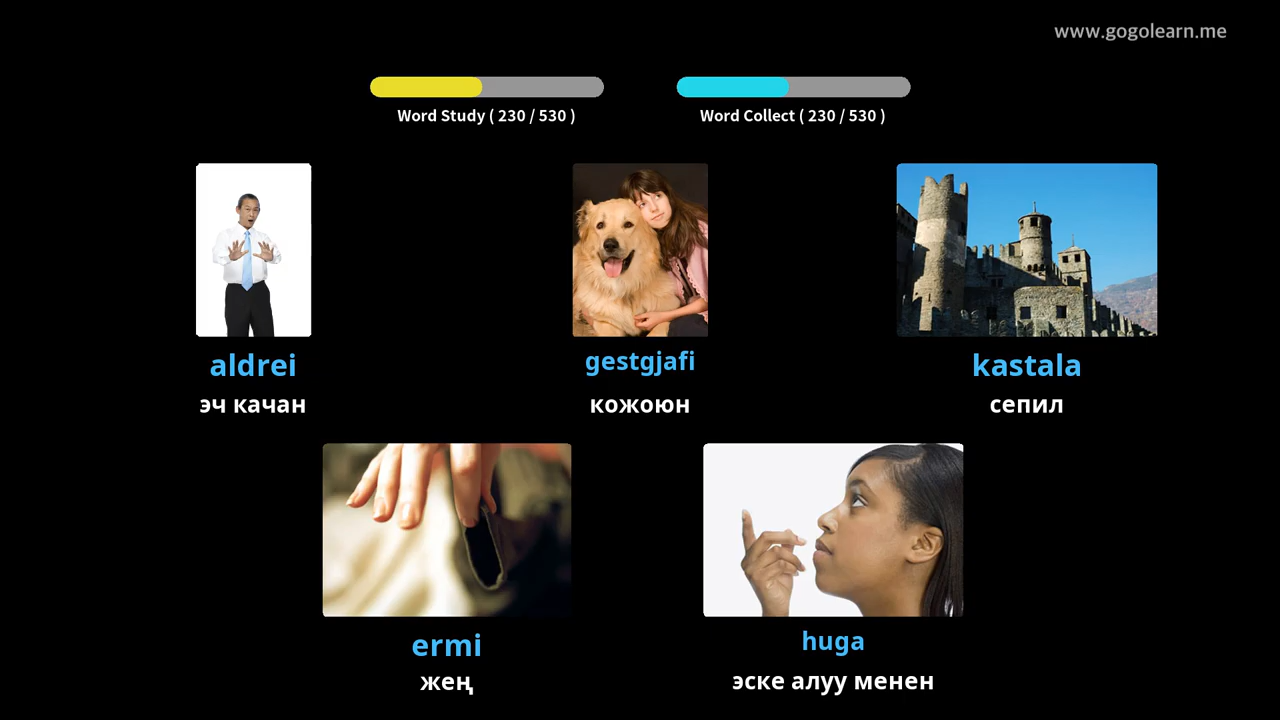 www.gogolearn.me
Word Study ( 230 / 530 )
Word Collect ( 230 / 530 )
aldrei
эч качан
gestgjafi
кожоюн
kastala
сепил
ermi
жең
huga
эске алуу менен